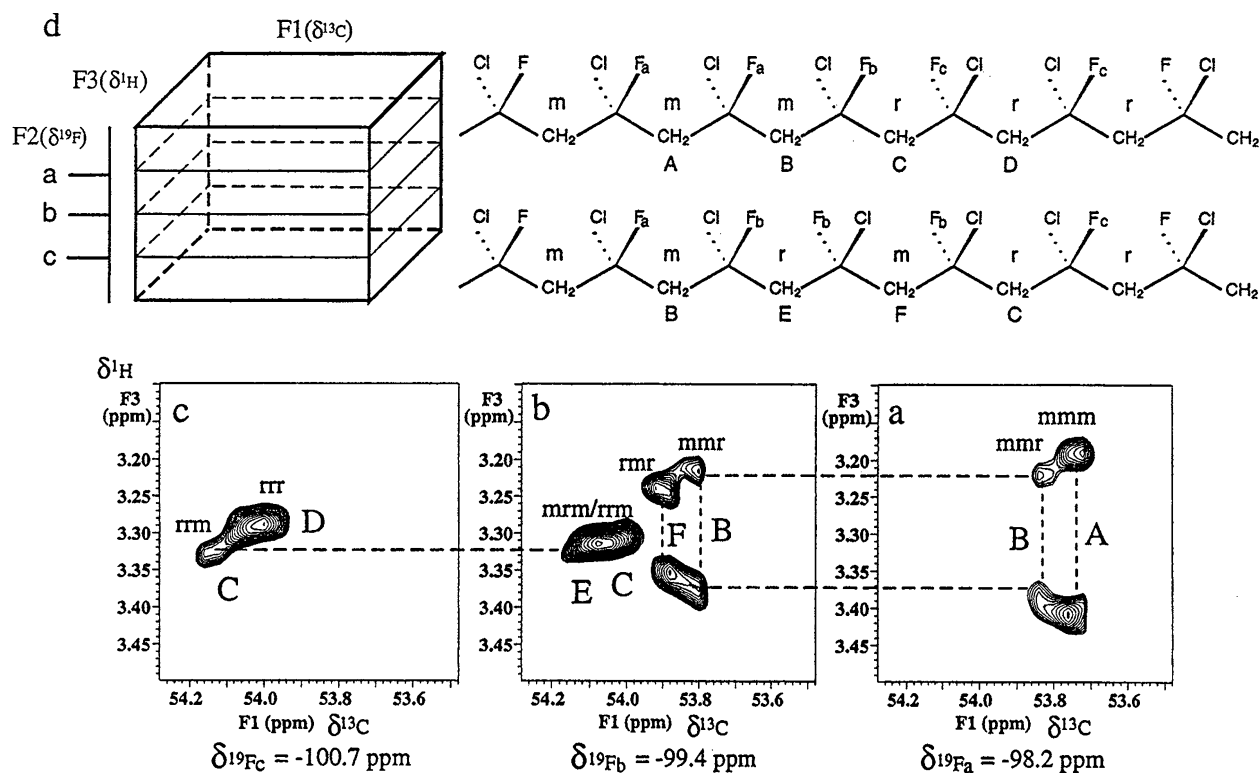 d
F1(δ¹³C)
F3(δ¹H)
F2(δ¹⁹F)
a
b
c
Cl F Cl Fa Cl Fa Cl Fb Fc Cl Cl Fc F Cl
m m m r r r
CH₂ CH₂ CH₂ CH₂ CH₂ CH₂ CH₂
A B C D
Cl F Cl Fa Cl Fb Fb Cl Fb Cl Cl Fc F Cl
m m r m r r
CH₂ CH₂ CH₂ CH₂ CH₂ CH₂ CH₂
B E F C
δ¹H
F3
(ppm)
c
3.20
3.25
3.30
3.35
3.40
3.45
rrr
rrm
D
C
54.2 54.0 53.8 53.6
F1 (ppm) δ¹³C
δ¹⁹Fc = -100.7 ppm
F3
(ppm)
b
3.20
3.25
3.30
3.35
3.40
3.45
mmr
rmr
mrm/rrm
F B
E C
54.2 54.0 53.8 53.6
F1 (ppm) δ¹³C
δ¹⁹Fb = -99.4 ppm
F3
(ppm)
a
3.20
3.25
3.30
3.35
3.40
3.45
mmm
mmr
B A
54.2 54.0 53.8 53.6
F1 (ppm) δ¹³C
δ¹⁹Fa = -98.2 ppm